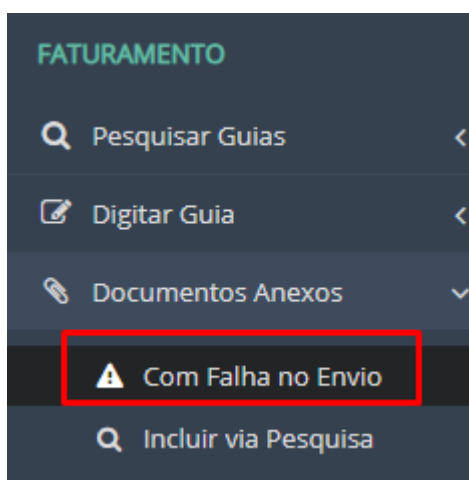 FATURAMENTO
Pesquisar Guias
Digitar Guia
Documentos Anexos
Com Falha no Envio
Incluir via Pesquisa